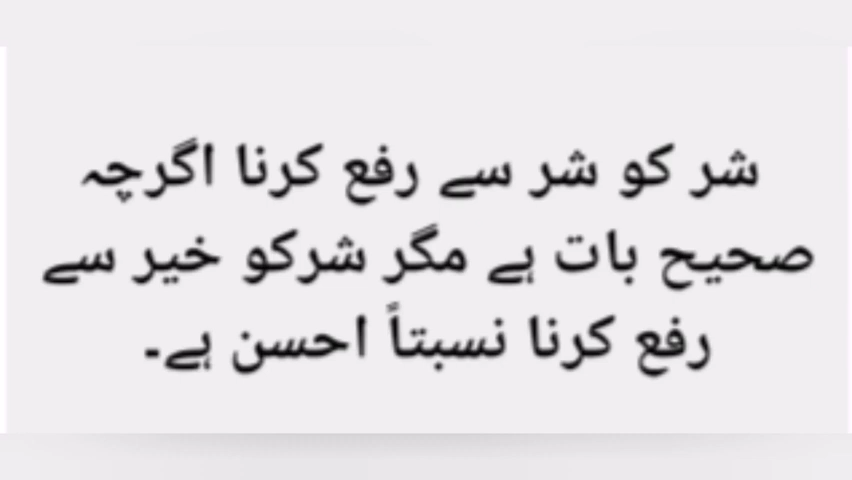 شر کو شر سے رفع کرنا اگرچہ
صحیح بات ہے مگر شرکو خیر سے
رفع کرنا نسبتاً احسن ہے۔